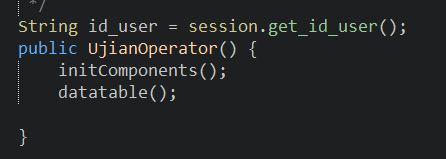 */
String id_user = session.get_id_user();
public UjianOperator() {
initComponents();
datatable();
}